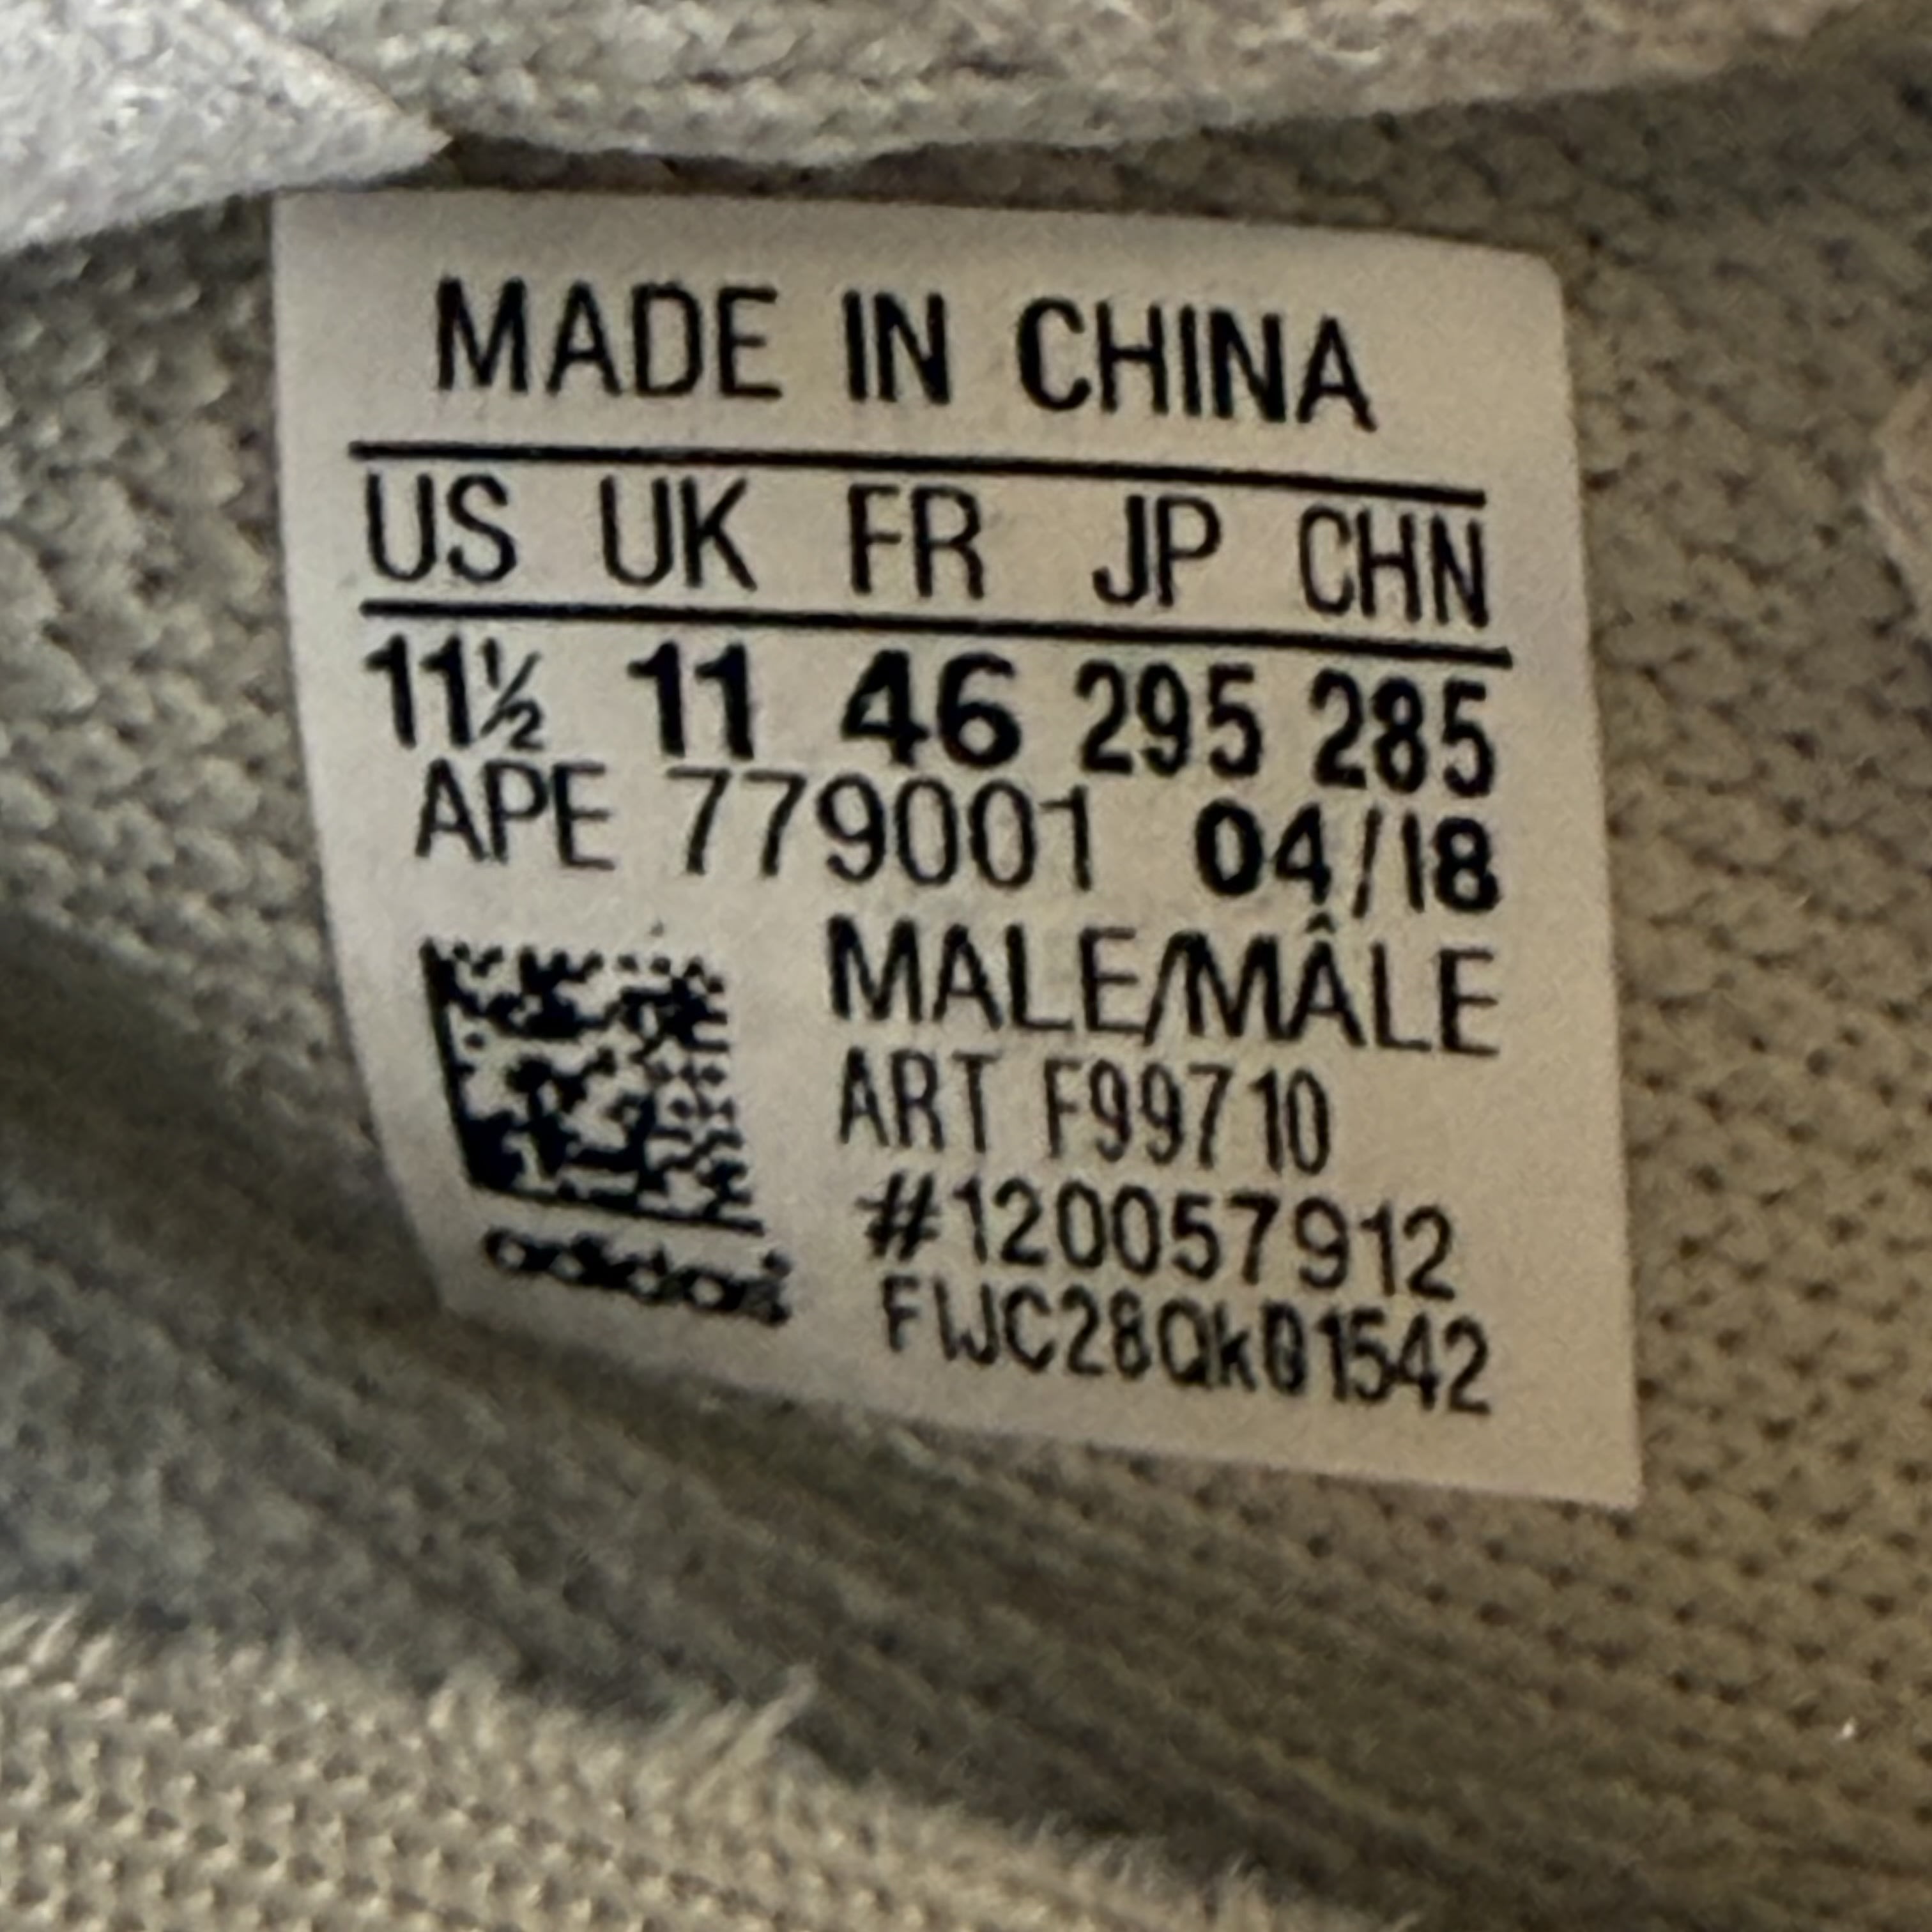 MADE IN CHINA
US UK FR JP CHN
11½ 11 46 295 285
APE 779001 04/18
MALE/MÂLE
ART F99710
#120057912
FWJC28QkQ1542
adidas